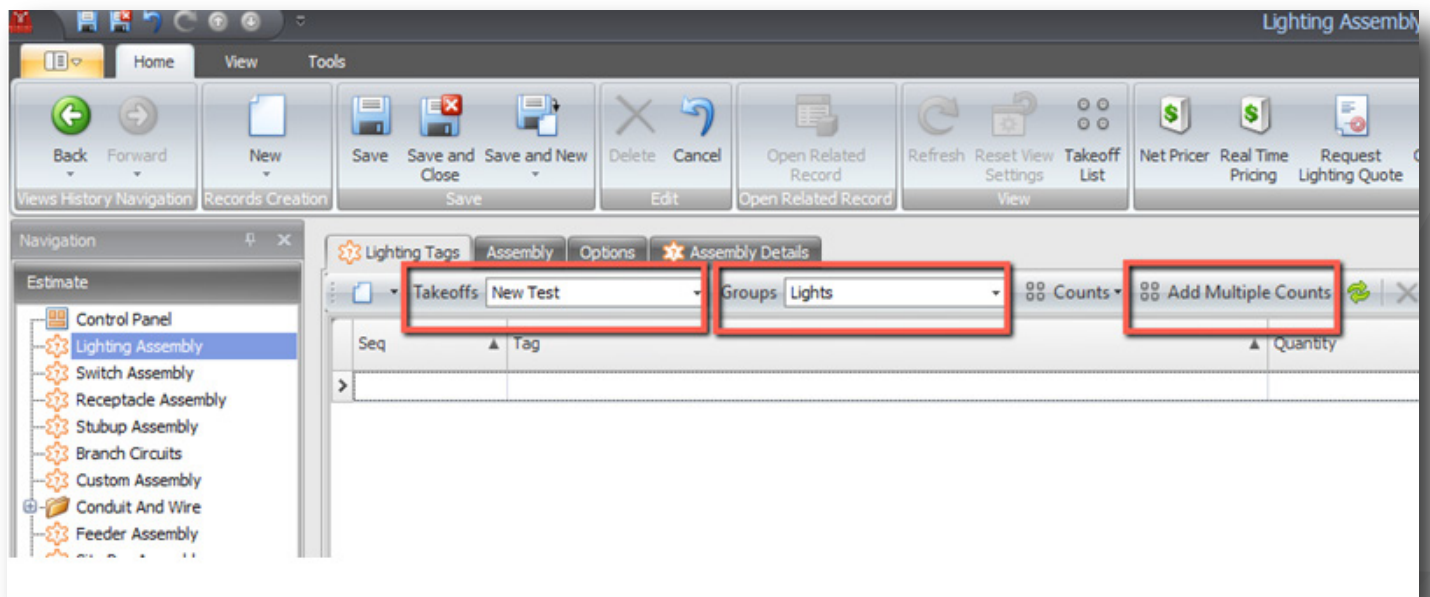 Lighting Assembly
Home View Tools
Back Forward New Save Save and Close Save and New Delete Cancel Open Related Record Refresh Reset View Settings Takeoff List Net Pricer Real Time Pricing Request Lighting Quote
Views History Navigation Records Creation Save Edit Open Related Record View
Navigation
Lighting Tags Assembly Options Assembly Details
Estimate
Takeoffs New Test Groups Lights Counts Add Multiple Counts
Control Panel
Seq Tag Quantity
Lighting Assembly
Switch Assembly
Receptacle Assembly
Stubup Assembly
Branch Circuits
Custom Assembly
Conduit And Wire
Feeder Assembly